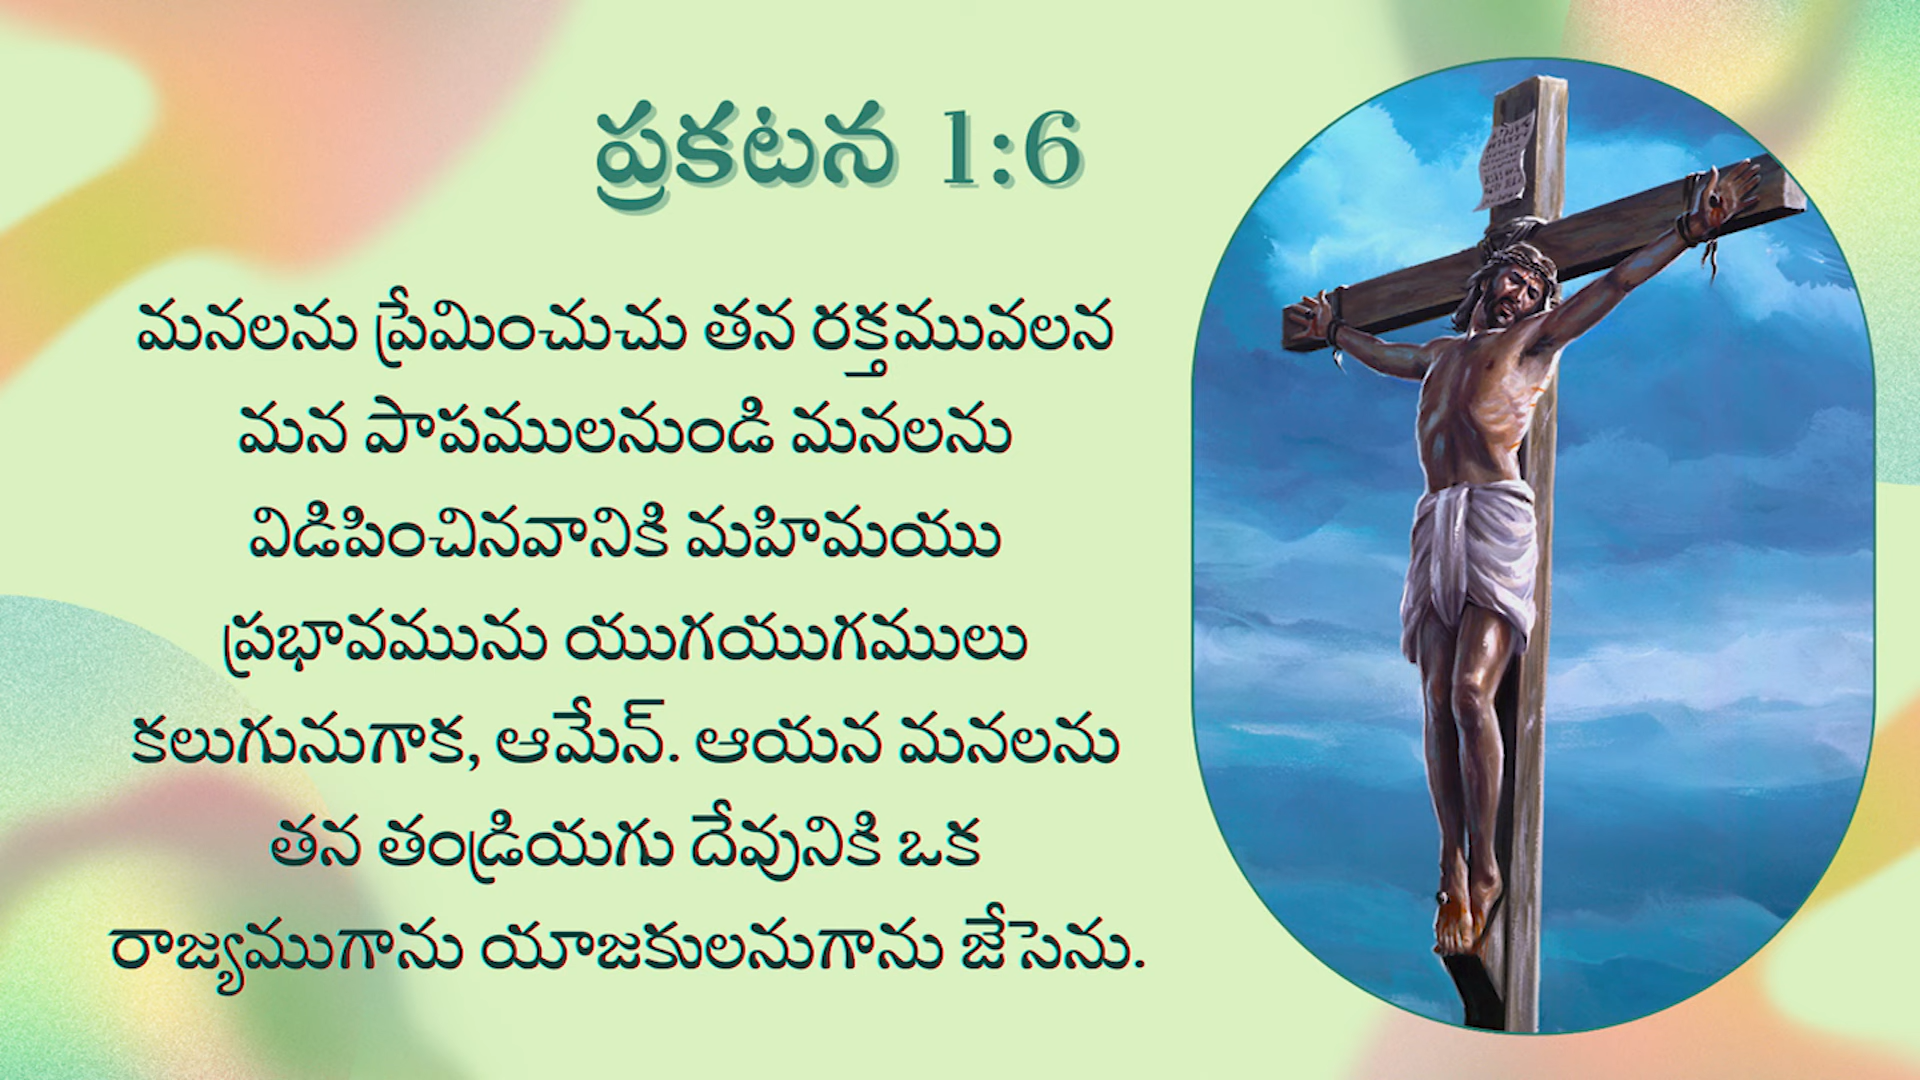 ప్రకటన 1:6
మనలను ప్రేమించుచు తన రక్తమువలన
మన పాపములనుండి మనలను
విడిపించినవానికి మహిమయు
ప్రభావమును యుగయుగములు
కలుగునుగాక, ఆమేన్. ఆయన మనలను
తన తండ్రియగు దేవునికి ఒక
రాజ్యముగాను యాజకులనుగాను జేసెను.